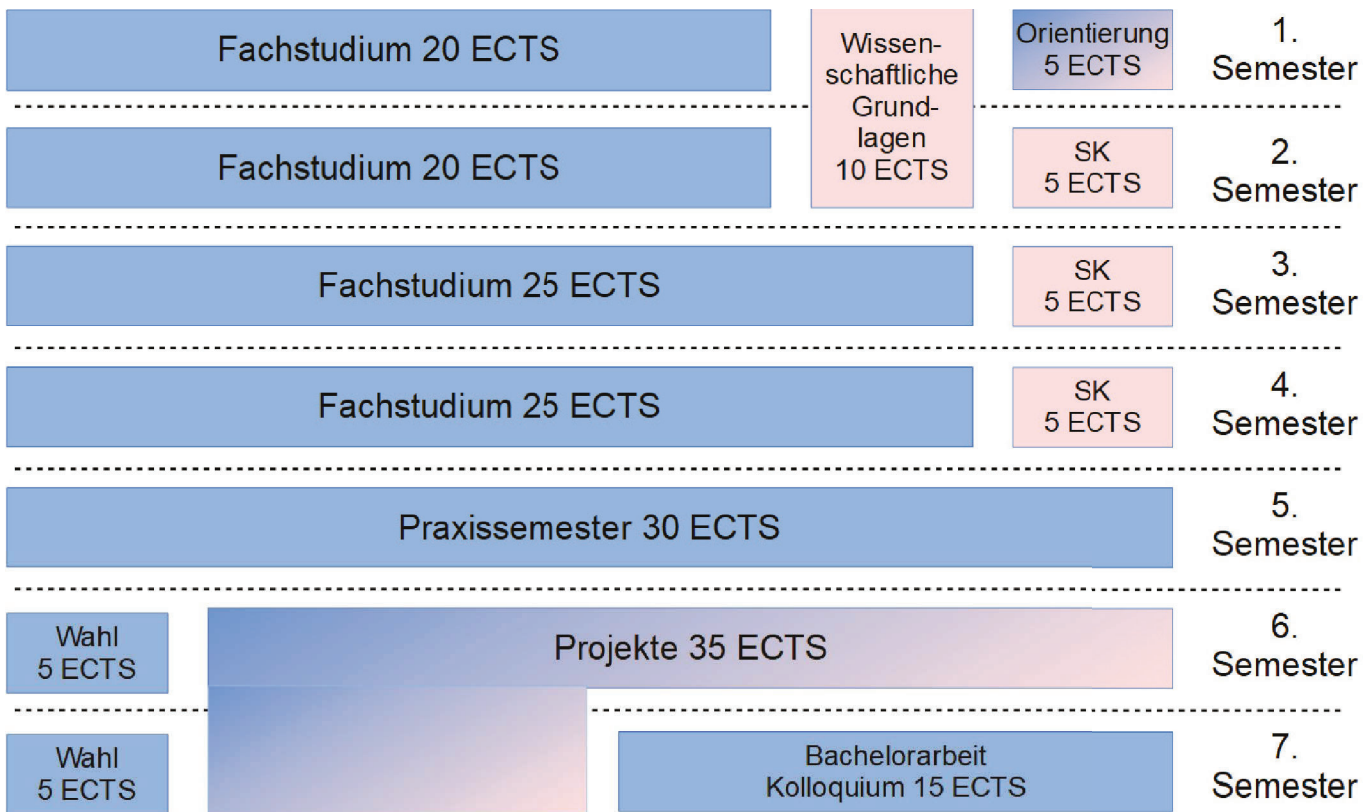 Fachstudium 20 ECTS
Wissen-
schaftliche
Grund-
lagen
10 ECTS
Orientierung
5 ECTS
1.
Semester
Fachstudium 20 ECTS
SK
5 ECTS
2.
Semester
Fachstudium 25 ECTS
SK
5 ECTS
3.
Semester
Fachstudium 25 ECTS
SK
5 ECTS
4.
Semester
Praxissemester 30 ECTS
5.
Semester
Wahl
5 ECTS
Projekte 35 ECTS
6.
Semester
Wahl
5 ECTS
Bachelorarbeit
Kolloquium 15 ECTS
7.
Semester